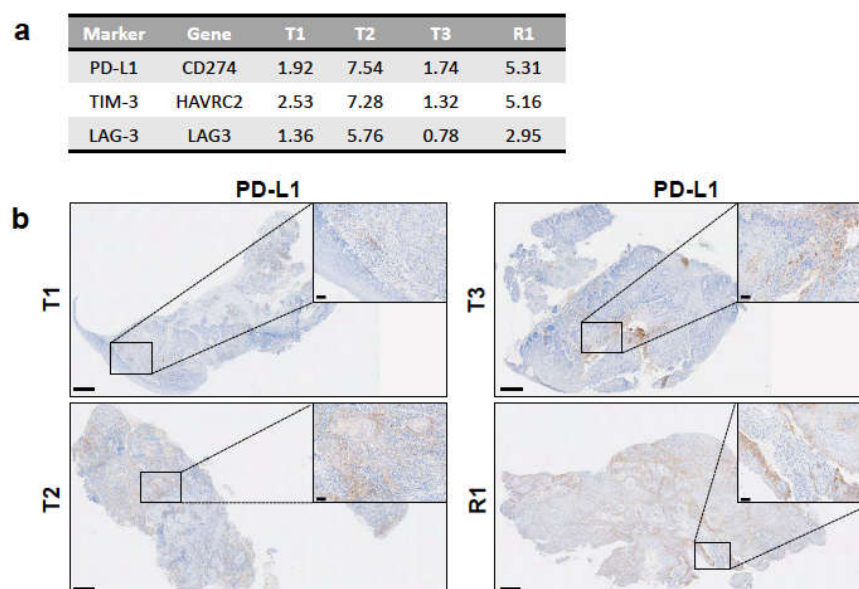 a
Marker Gene T1 T2 T3 R1
PD-L1 CD274 1.92 7.54 1.74 5.31
TIM-3 HAVRC2 2.53 7.28 1.32 5.16
LAG-3 LAG3 1.36 5.76 0.78 2.95
b
PD-L1 PD-L1
T1
T3
T2
R1